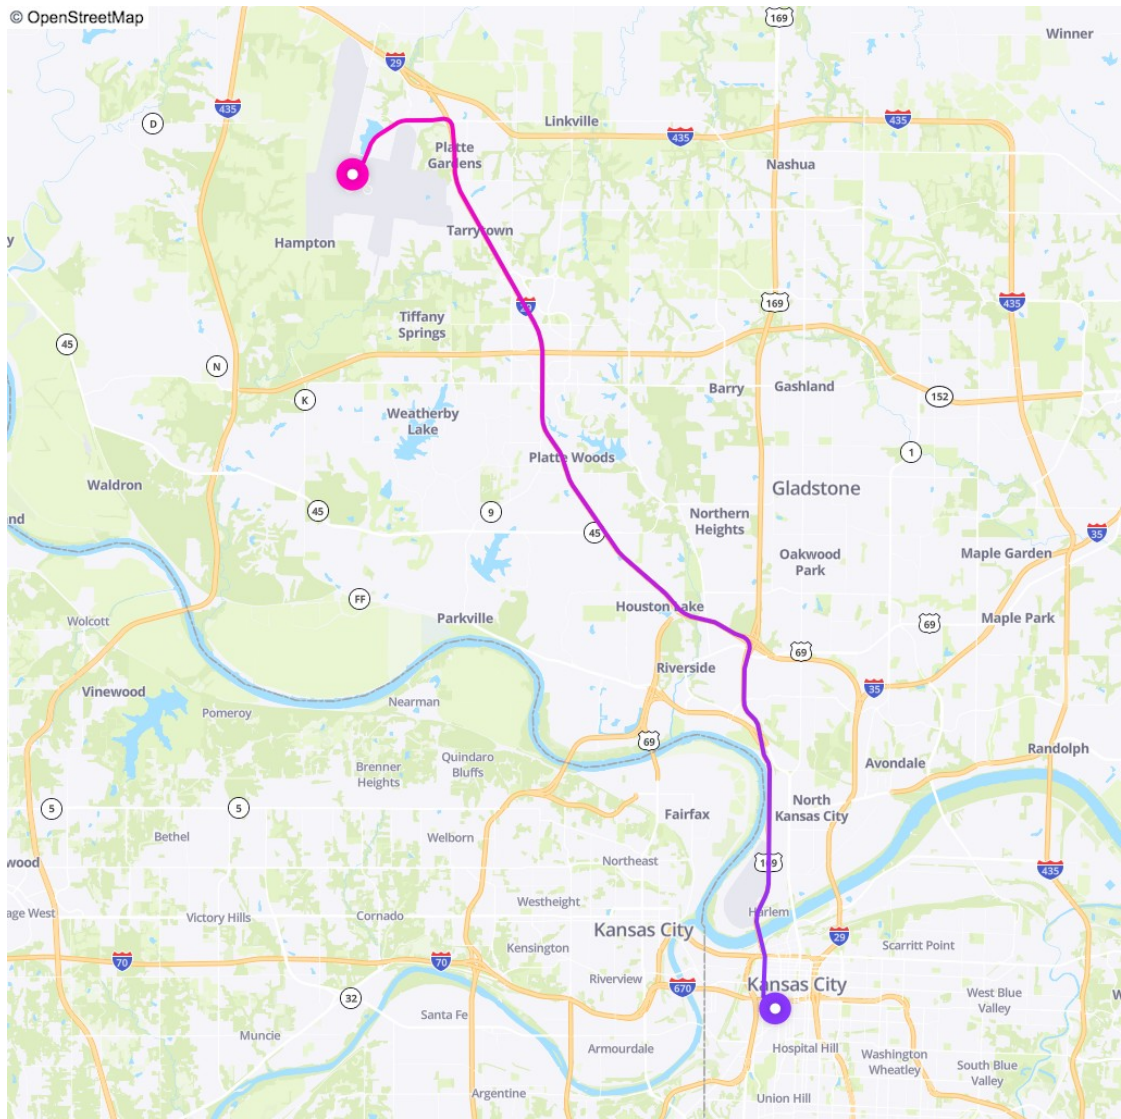 © OpenStreetMap
169
Winner
29
435
D
Linkville
435
435
Platte
Gardens
Nashua
Tarrytown
Hampton
y
169
435
Tiffany
Springs
45
N
K
Barry
Gashland
152
Weatherby
Lake
1
Platte Woods
Waldron
Gladstone
45
9
Northern
Heights
nd
45
35
Oakwood
Park
Maple Garden
FF
Houston Lake
Wolcott
Parkville
69
Maple Park
69
Riverside
35
Vinewood
Nearman
Pomeroy
69
Randolph
Quindaro
Bluffs
Brenner
Heights
Avondale
5
5
North
Kansas City
Fairfax
Bethel
Welborn
wood
Northeast
169
435
age West
Victory Hills
Cornado
Westheight
Harlem
Kansas City
29
Scarritt Point
Kensington
70
70
Riverview
670
Kansas City
West Blue
Valley
W
32
Santa Fe
Muncie
Armourdale
Hospital Hill
Washington
Wheatley
South Blue
Valley
Argentine
Union Hill